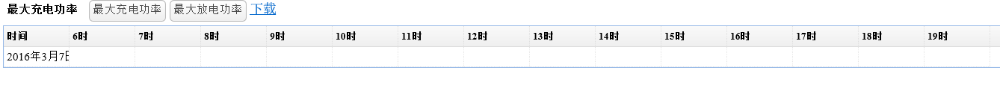 最大充电功率 最大充电功率 最大放电功率 下载
时间 6时 7时 8时 9时 10时 11时 12时 13时 14时 15时 16时 17时 18时 19时
2016年3月7日